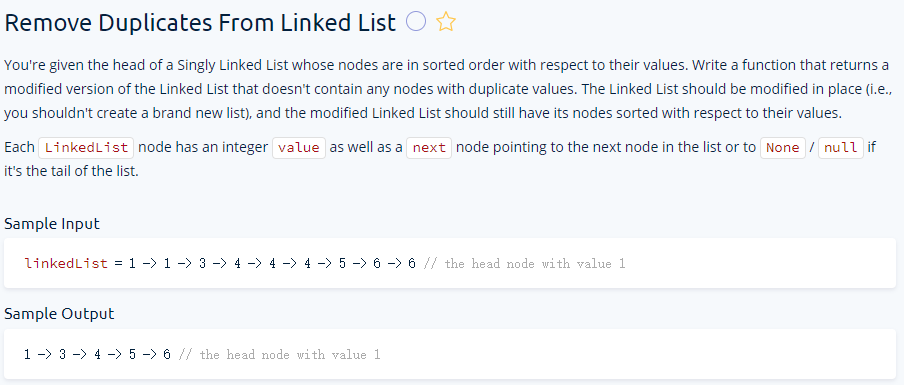 Remove Duplicates From Linked List
You're given the head of a Singly Linked List whose nodes are in sorted order with respect to their values. Write a function that returns a
modified version of the Linked List that doesn't contain any nodes with duplicate values. The Linked List should be modified in place (i.e.,
you shouldn't create a brand new list), and the modified Linked List should still have its nodes sorted with respect to their values.
Each LinkedList node has an integer value as well as a next node pointing to the next node in the list or to None / null if
it's the tail of the list.
Sample Input
linkedList = 1 -> 1 -> 3 -> 4 -> 4 -> 4 -> 5 -> 6 -> 6 // the head node with value 1
Sample Output
1 -> 3 -> 4 -> 5 -> 6 // the head node with value 1